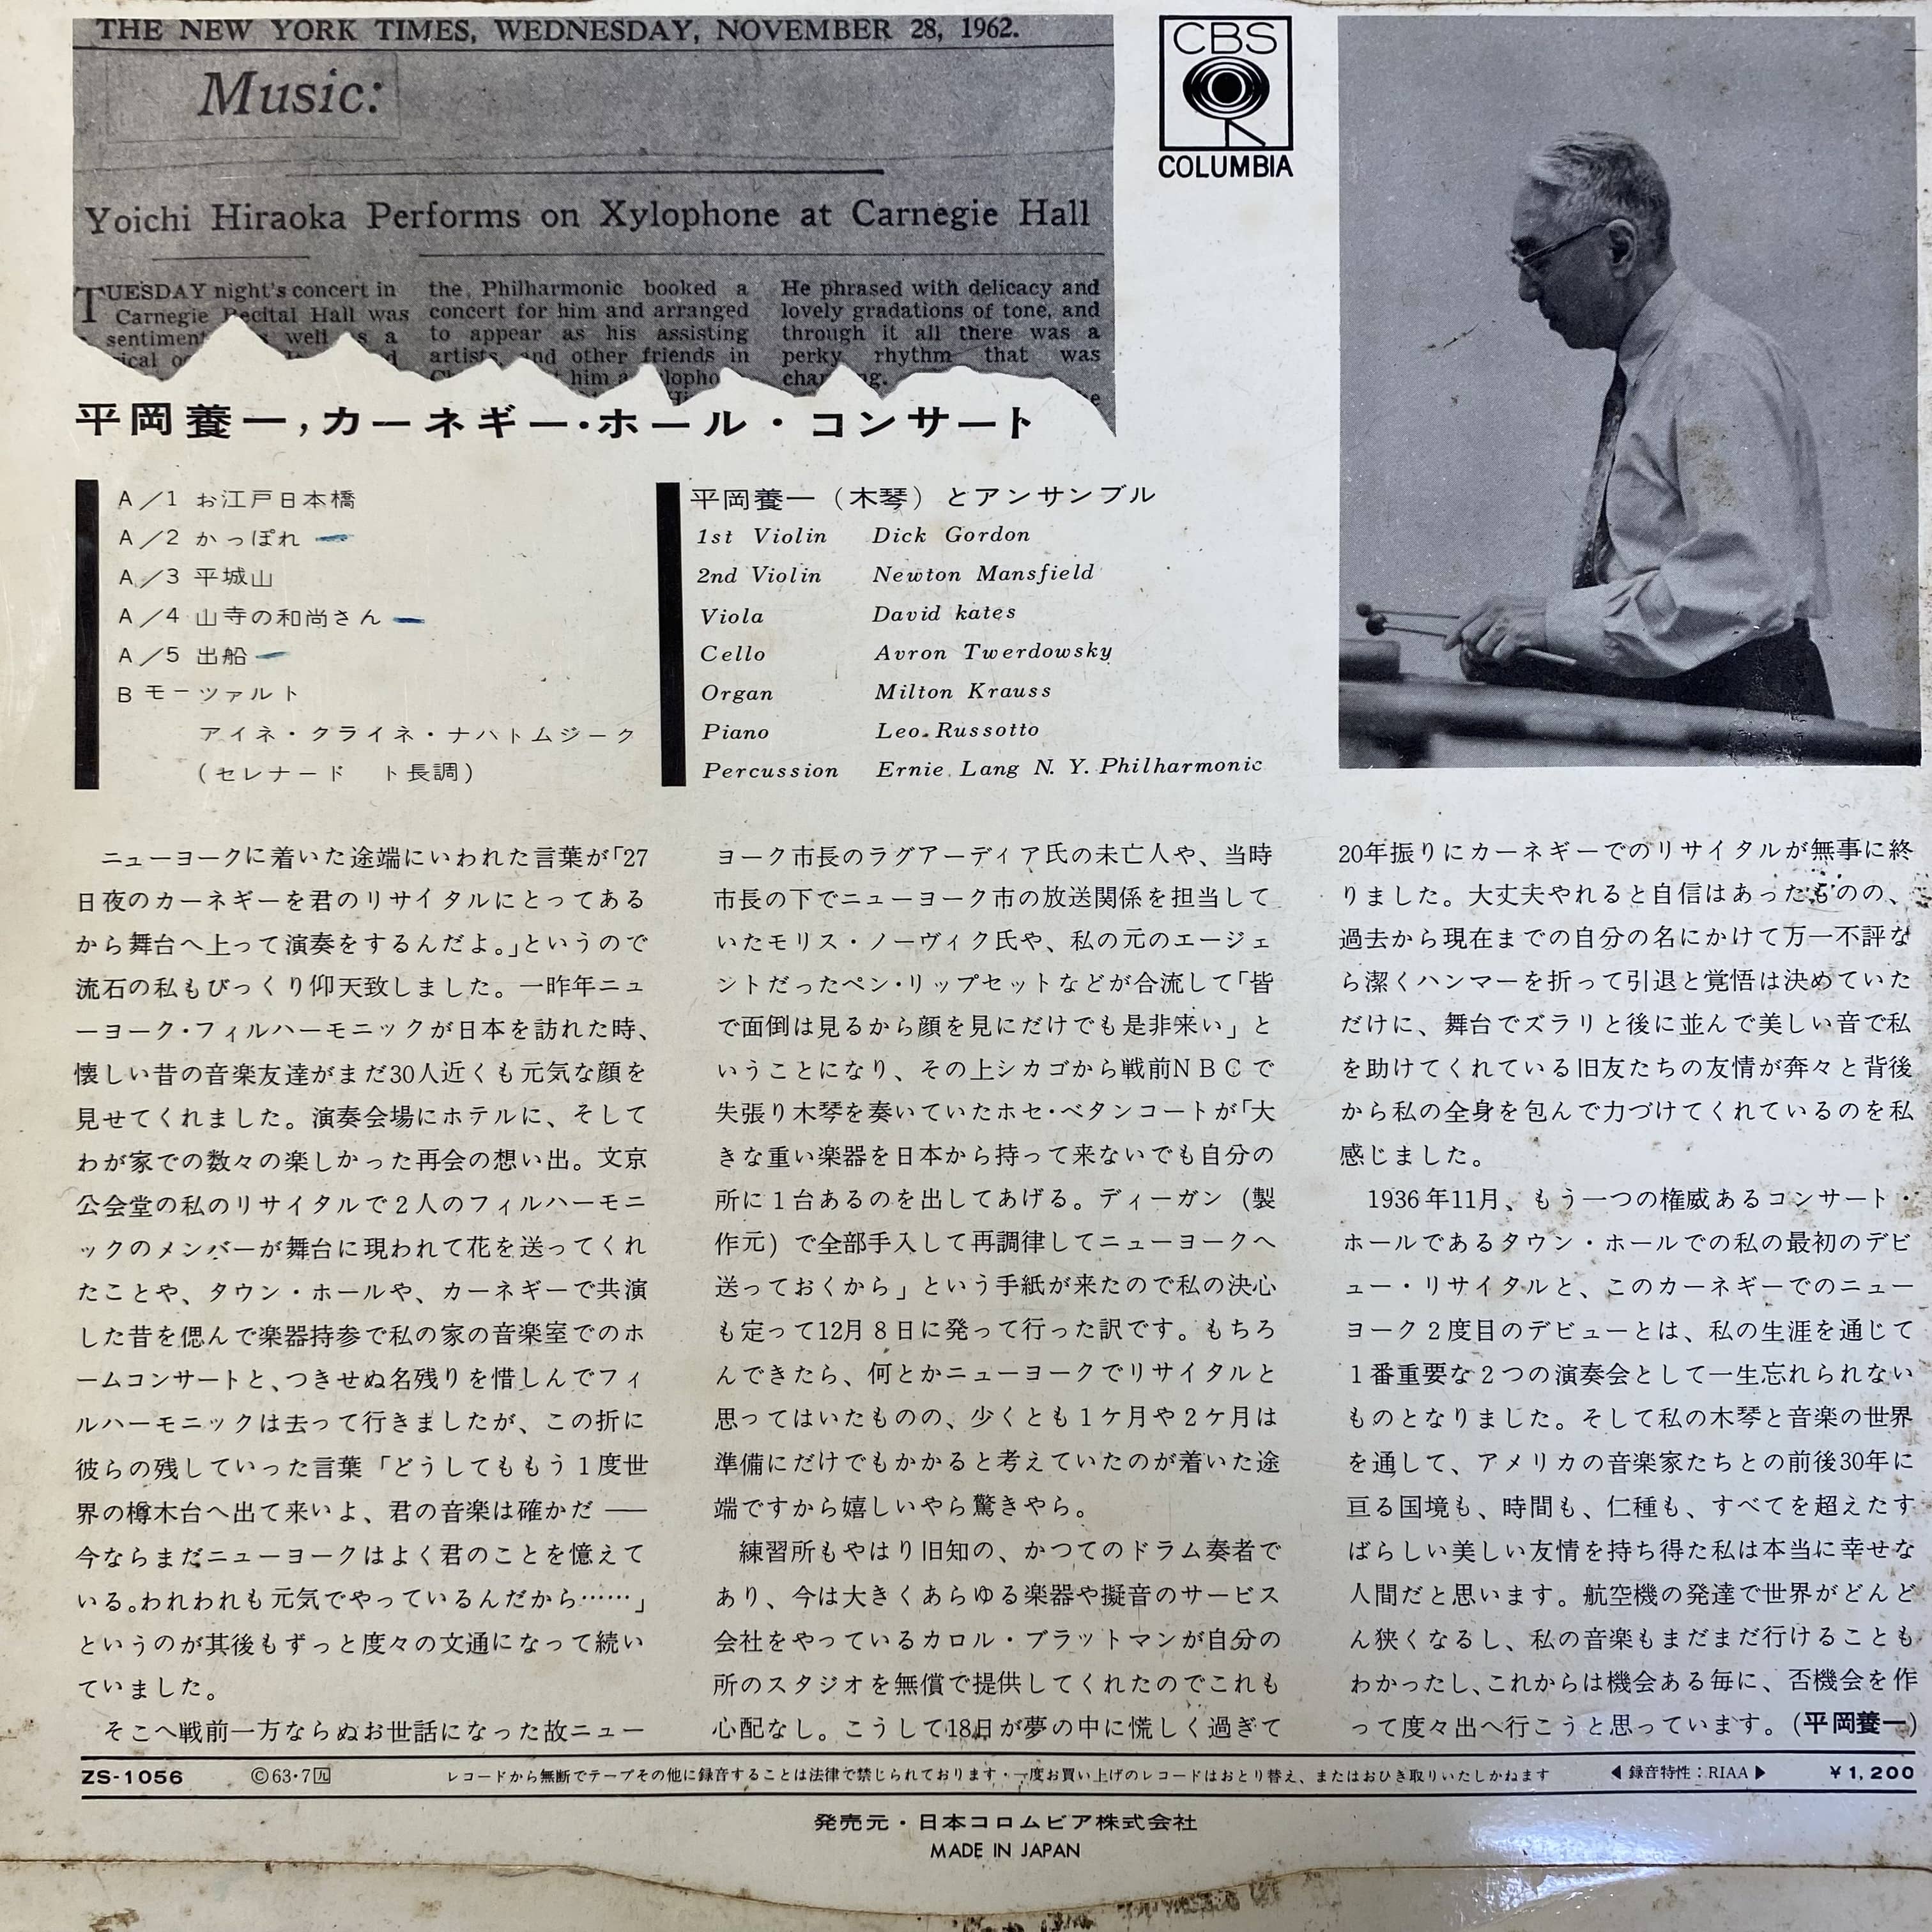 THE NEW YORK TIMES, WEDNESDAY, NOVEMBER 28, 1962.
Music:
Yoichi Hiraoka Performs on Xylophone at Carnegie Hall
TUESDAY night's concert in
Carnegie Recital Hall was
sentiment well as a
the Philharmonic booked a
concert for him and arranged
to appear as his assisting
artists, and other friends in
him a
He phrased with delicacy and
lovely gradations of tone, and
through it all there was a
perky rhythm that was
CBS
COLUMBIA
平岡養一,カーネギー・ホール・コンサート
A/1 お江戸日本橋
A/2 かっぽれ
A/3 平城山
A/4 山寺の和尚さん
A/5 出船
B モーツァルト
アイネ・クライネ・ナハトムジーク
(セレナード ト長調)
平岡養一(木琴)とアンサンブル
1st Violin Dick Gordon
2nd Violin Newton Mansfield
Viola David kates
Cello Avron Twerdowsky
Organ Milton Krauss
Piano Leo Russotto
Percussion Ernie Lang N. Y. Philharmonic
ニューヨークに着いた途端にいわれた言葉が「27
日夜のカーネギーを君のリサイタルにとってある
から舞台へ上って演奏をするんだよ。」というので
流石の私もびっくり仰天致しました。一昨年ニュ
ーヨーク・フィルハーモニックが日本を訪れた時、
懐しい昔の音楽友達がまだ30人近くも元気な顔を
見せてくれました。演奏会場にホテルに、そして
わが家での数々の楽しかった再会の想い出。文京
公会堂の私のリサイタルで2人のフィルハーモニ
ックのメンバーが舞台に現われて花を送ってくれ
たことや、タウン・ホールや、カーネギーで共演
した昔を偲んで楽器持参で私の家の音楽室でのホ
ームコンサートと、つきせぬ名残りを惜しんでフィ
ルハーモニックは去って行きましたが、この折に
彼らの残していった言葉「どうしてももう1度世
界の樽木台へ出て来いよ、君の音楽は確かだ ──
今ならまだニューヨークはよく君のことを憶えて
いる。われわれも元気でやっているんだから……」
というのが其後もずっと度々の文通になって続い
ていました。
そこへ戦前一方ならぬお世話になった故ニュー
ヨーク市長のラグアーディア氏の未亡人や、当時
市長の下でニューヨーク市の放送関係を担当して
いたモリス・ノーヴィク氏や、私の元のエージェ
ントだったペン・リップセットなどが合流して「皆
で面倒は見るから顔を見にだけでも是非来い」と
いうことになり、その上シカゴから戦前NBCで
失張り木琴を奏いていたホセ・ベタンコートが「大
きな重い楽器を日本から持って来ないでも自分の
所に1台あるのを出してあげる。ディーガン (製
作元) で全部手入して再調律してニューヨークへ
送っておくから」という手紙が来たので私の決心
も定って12月8日に発って行った訳です。もちろ
んできたら、何とかニューヨークでリサイタルと
思ってはいたものの、少くとも1ケ月や2ケ月は
準備にだけでもかかると考えていたのが着いた途
端ですから嬉しいやら驚きやら。
練習所もやはり旧知の、かつてのドラム奏者で
あり、今は大きくあらゆる楽器や擬音のサービス
会社をやっているカロル・ブラットマンが自分の
所のスタジオを無償で提供してくれたのでこれも
心配なし。こうして18日が夢の中に慌しく過ぎて
20年振りにカーネギーでのリサイタルが無事に終
りました。大丈夫やれると自信はあったものの、
過去から現在までの自分の名にかけて万一不評な
ら潔くハンマーを折って引退と覚悟は決めていた
だけに、舞台でズラリと後に並んで美しい音で私
を助けてくれている旧友たちの友情が奔々と背後
から私の全身を包んで力づけてくれているのを私
感じました。
1936年11月、もう一つの権威あるコンサート・
ホールであるタウン・ホールでの私の最初のデビ
ュー・リサイタルと、このカーネギーでのニュー
ヨーク2度目のデビューとは、私の生涯を通じて
1番重要な2つの演奏会として一生忘れられない
ものとなりました。そして私の木琴と音楽の世界
を通して、アメリカの音楽家たちとの前後30年に
亘る国境も、時間も、仁種も、すべてを超えたす
ばらしい美しい友情を持ち得た私は本当に幸せな
人間だと思います。航空機の発達で世界がどんど
ん狭くなるし、私の音楽もまだまだ行けることも
わかったし、これからは機会ある毎に、否機会を作
って度々出へ行こうと思っています。(平岡養一)
ZS-1056 ©63・7 レコードから無断でテープその他に録音することは法律で禁じられております・一度お買い上げのレコードはおとり替え、またはおひき取りいたしかねます ◀ 録音特性:RIAA ▶ ¥1,200
発売元・日本コロムビア株式会社
MADE IN JAPAN